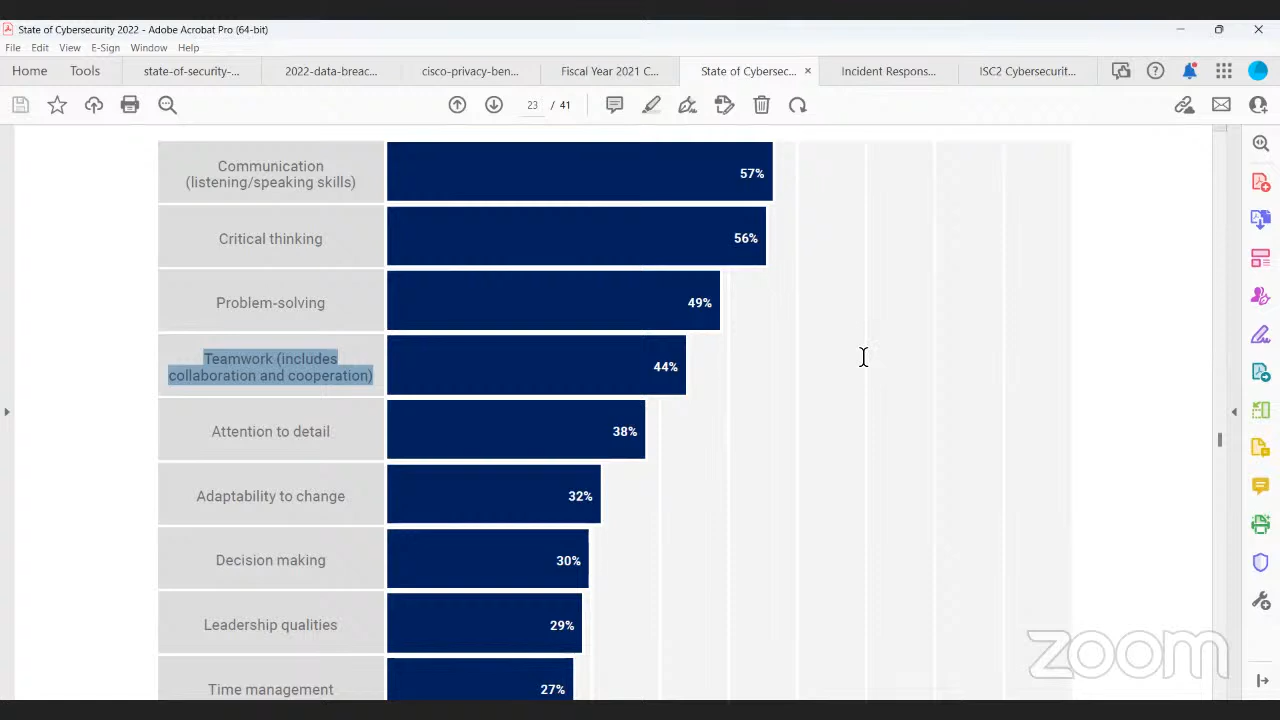 State of Cybersecurity 2022 - Adobe Acrobat Pro (64-bit)
File Edit View E-Sign Window Help
Home Tools state-of-security-... 2022-data-breac... cisco-privacy-ben... Fiscal Year 2021 C... State of Cybersec... × Incident Respons... ISC2 Cybersecurit...
23 / 41
Communication
(listening/speaking skills)
57%
Critical thinking
56%
Problem-solving
49%
Teamwork (includes
collaboration and cooperation)
44%
Attention to detail
38%
Adaptability to change
32%
Decision making
30%
Leadership qualities
29%
Time management
27%
zoom